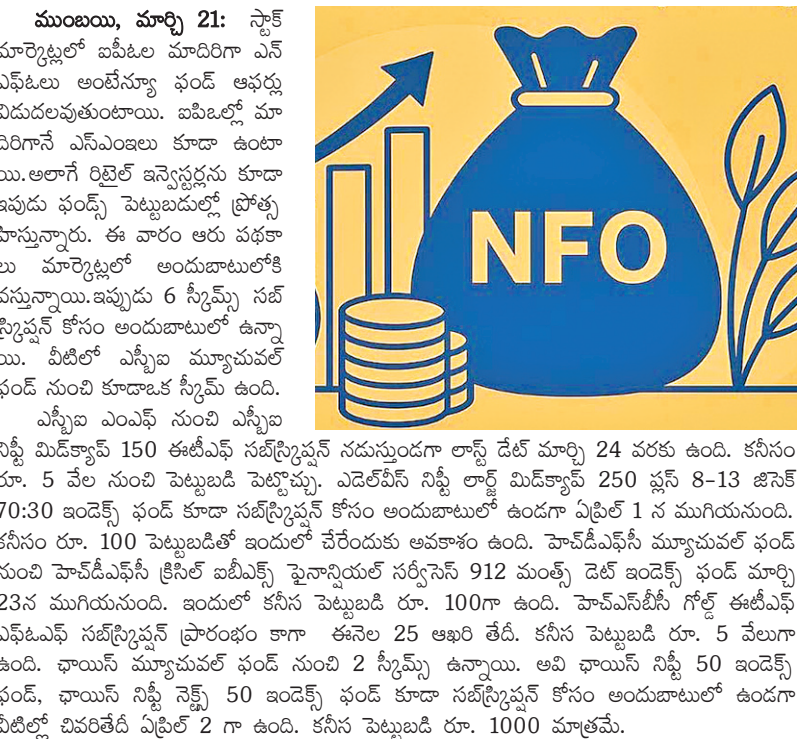 ముంబయి, మార్చి 21: స్టాక్
మార్కెట్లలో ఐపీఓల మాదిరిగా ఎన్
ఎఫ్ఓలు అంటేన్యూ ఫండ్ ఆఫర్లు
విడుదలవుతుంటాయి. ఐపిఒల్లో మా
దిరిగానే ఎస్ఎంఇలు కూడా ఉంటా
యి.అలాగే రిటైల్ ఇన్వెస్టర్లను కూడా
ఇపుడు ఫండ్స్ పెట్టుబడుల్లో ప్రోత్స
హిస్తున్నారు. ఈ వారం ఆరు పథకా
లు మార్కెట్లలో అందుబాటులోకి
వస్తున్నాయి.ఇప్పుడు 6 స్కీమ్స్ సబ్
స్క్రిప్షన్ కోసం అందుబాటులో ఉన్నా
యి. వీటిలో ఎస్బీఐ మ్యూచువల్
ఫండ్ నుంచి కూడాఒక స్కీమ్ ఉంది.
ఎస్బీఐ ఎంఎఫ్ నుంచి ఎస్బీఐ
నిఫ్టీ మిడ్‌క్యాప్ 150 ఈటీఎఫ్ సబ్‌స్క్రిప్షన్ నడుస్తుండగా లాస్ట్ డేట్ మార్చి 24 వరకు ఉంది. కనీసం
రూ. 5 వేల నుంచి పెట్టుబడి పెట్టొచ్చు. ఎడెల్‌వీస్ నిఫ్టీ లార్జ్ మిడ్‌క్యాప్ 250 ప్లస్ 8-13 జిసెక్
70:30 ఇండెక్స్ ఫండ్ కూడా సబ్‌స్క్రిప్షన్ కోసం అందుబాటులో ఉండగా ఏప్రిల్ 1 న ముగియనుంది.
కనీసం రూ. 100 పెట్టుబడితో ఇందులో చేరేందుకు అవకాశం ఉంది. హెచ్‌డీఎఫ్‌సీ మ్యూచువల్ ఫండ్
నుంచి హెచ్‌డీఎఫ్‌సీ క్రిసిల్ ఐబీఎక్స్ ఫైనాన్షియల్ సర్వీసెస్ 912 మంత్స్ డెట్ ఇండెక్స్ ఫండ్ మార్చి
23న ముగియనుంది. ఇందులో కనీస పెట్టుబడి రూ. 100గా ఉంది. హెచ్ఎస్‌బీసీ గోల్డ్ ఈటీఎఫ్
ఎఫ్ఓఎఫ్ సబ్‌స్క్రిప్షన్ ప్రారంభం కాగా ఈనెల 25 ఆఖరి తేదీ. కనీస పెట్టుబడి రూ. 5 వేలుగా
ఉంది. ఛాయిస్ మ్యూచువల్ ఫండ్ నుంచి 2 స్కీమ్స్ ఉన్నాయి. అవి ఛాయిస్ నిఫ్టీ 50 ఇండెక్స్
ఫండ్, ఛాయిస్ నిఫ్టీ నెక్ట్స్ 50 ఇండెక్స్ ఫండ్ కూడా సబ్‌స్క్రిప్షన్ కోసం అందుబాటులో ఉండగా
వీటిల్లో చివరితేదీ ఏప్రిల్ 2 గా ఉంది. కనీస పెట్టుబడి రూ. 1000 మాత్రమే.
NFO